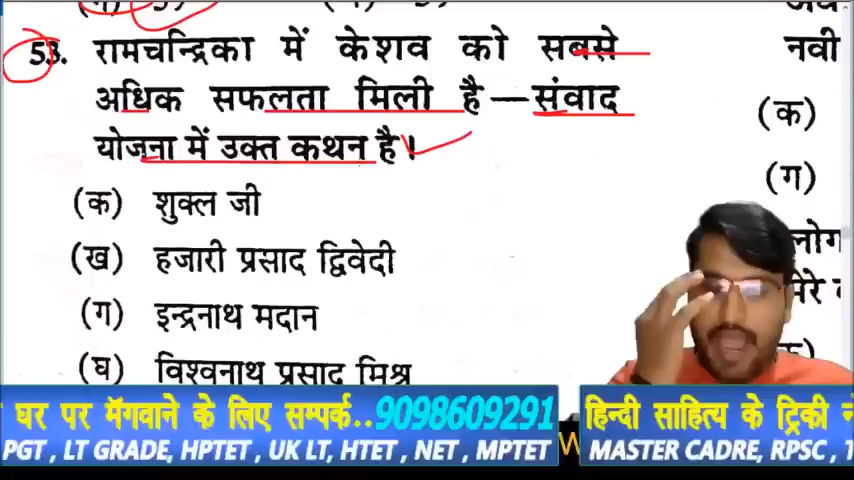 53. रामचन्द्रिका में केशव को सबसे
अधिक सफलता मिली है—संवाद
योजना में उक्त कथन है।
(क) शुक्ल जी
(ख) हजारी प्रसाद द्विवेदी
(ग) इन्द्रनाथ मदान
(घ) विश्वनाथ प्रसाद मिश्र
नवी
(क)
(ग)
लोग
मेरे
घर पर मॅगवाने के लिए सम्पर्क..9098609291
PGT , LT GRADE, HPTET , UK LT, HTET , NET , MPTET
हिन्दी साहित्य के ट्रिकी
MASTER CADRE, RPSC ,